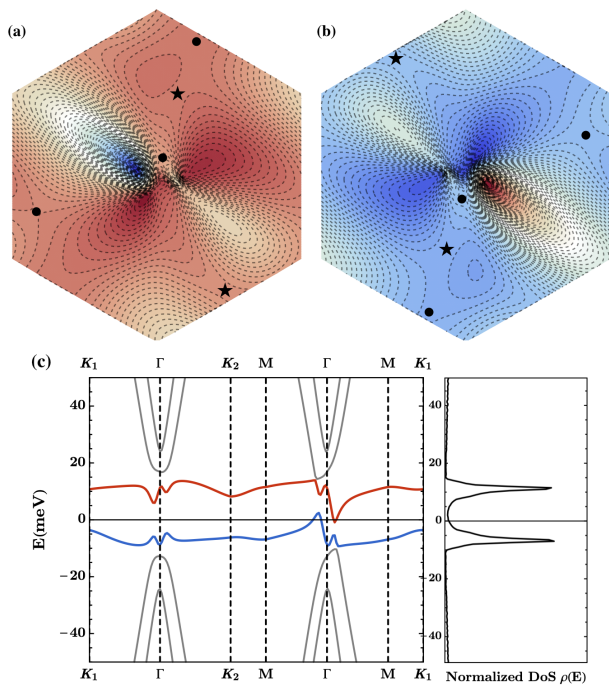 (a)
(b)
(c)
K₁ Γ K₂ M Γ M K₁
E(meV)
40
20
0
−20
−40
40
20
0
−20
−40
K₁ Γ K₂ M Γ M K₁
Normalized DoS ρ(E)